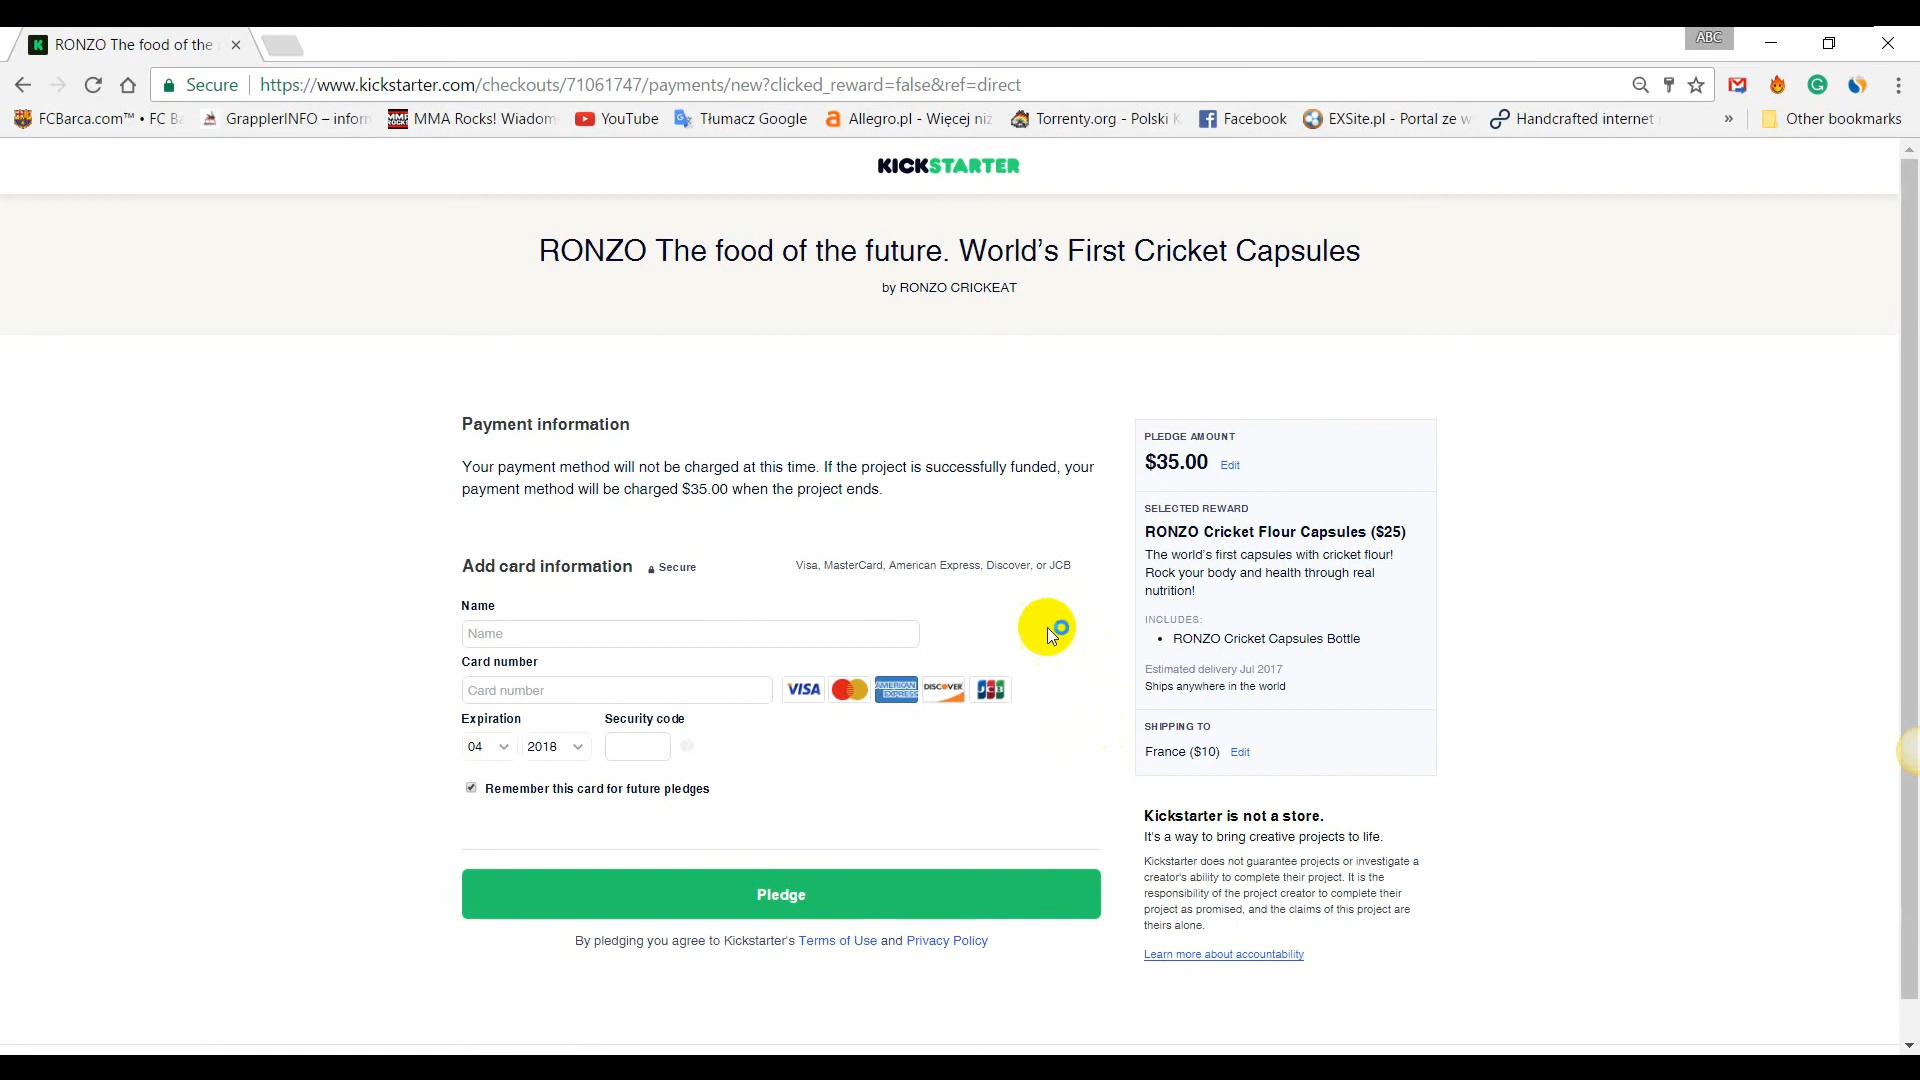 RONZO The food of the
ABC
Secure
https://www.kickstarter.com/checkouts/71061747/payments/new?clicked_reward=false&ref=direct
FCBarca.com™ • FC Ba
GrapplerINFO – inforn
MMA Rocks! Wiadom
YouTube
Tłumacz Google
Allegro.pl - Więcej niż
Torrenty.org - Polski
Facebook
EXSite.pl - Portal ze w
Handcrafted internet
»
Other bookmarks
KICKSTARTER
RONZO The food of the future. World’s First Cricket Capsules
by RONZO CRICKEAT
Payment information
Your payment method will not be charged at this time. If the project is successfully funded, your
payment method will be charged $35.00 when the project ends.
Add card information Secure
Visa, MasterCard, American Express, Discover, or JCB
Name
Name
Card number
Card number
VISA
AMERICAN EXPRESS
DISCOVER
JCB
Expiration
Security code
04
2018
Remember this card for future pledges
Pledge
By pledging you agree to Kickstarter's Terms of Use and Privacy Policy
PLEDGE AMOUNT
$35.00 Edit
SELECTED REWARD
RONZO Cricket Flour Capsules ($25)
The world’s first capsules with cricket flour!
Rock your body and health through real
nutrition!
INCLUDES:
• RONZO Cricket Capsules Bottle
Estimated delivery Jul 2017
Ships anywhere in the world
SHIPPING TO
France ($10) Edit
Kickstarter is not a store.
It's a way to bring creative projects to life.
Kickstarter does not guarantee projects or investigate a
creator's ability to complete their project. It is the
responsibility of the project creator to complete their
project as promised, and the claims of this project are
theirs alone.
Learn more about accountability